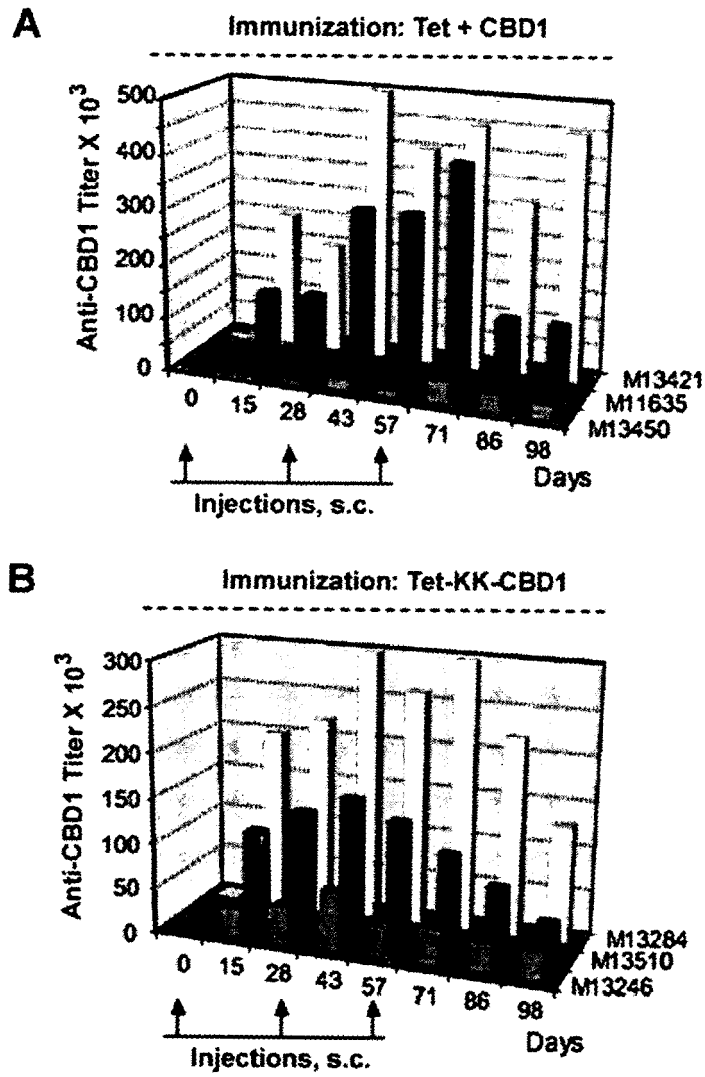 A
Immunization: Tet + CBD1
Anti-CBD1 Titer X 10³
500
400
300
200
100
0
0 15 28 43 57 71 86 98
Days
M13421
M11635
M13450
Injections, s.c.
B
Immunization: Tet-KK-CBD1
Anti-CBD1 Titer X 10³
300
250
200
150
100
50
0
0 15 28 43 57 71 86 98
Days
M13284
M13510
M13246
Injections, s.c.